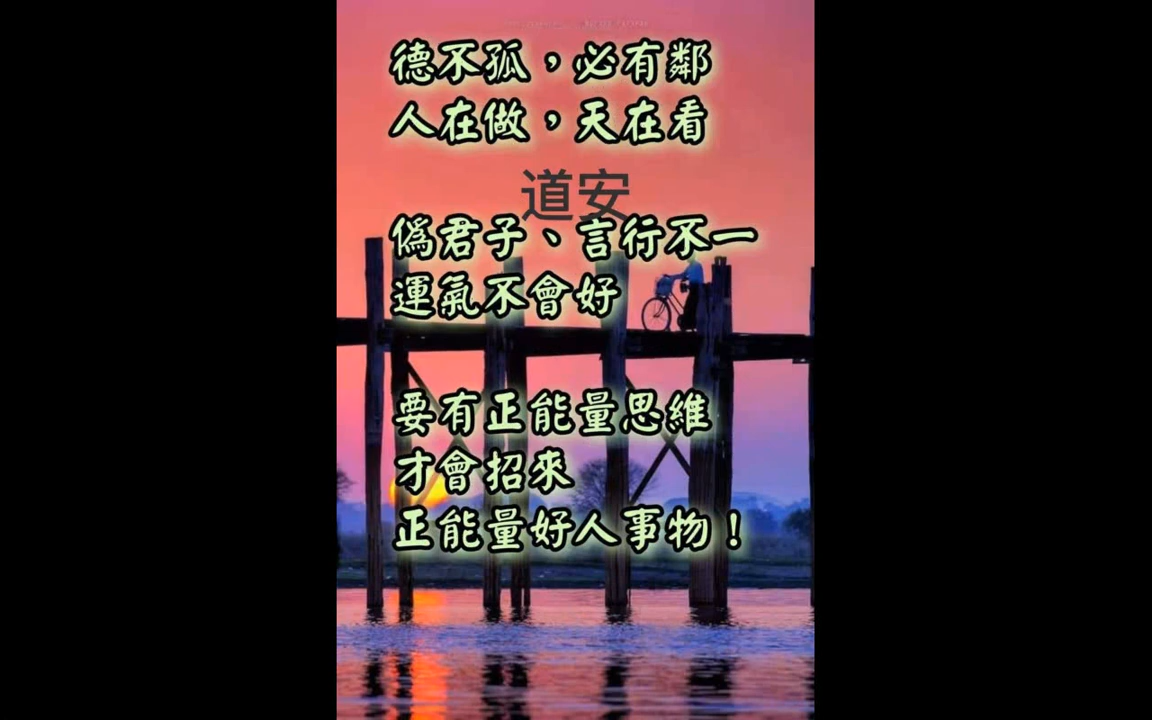 德不孤，必有鄰
人在做，天在看
道安
偽君子、言行不一
運氣不會好
要有正能量思維
才會招來
正能量好人事物！